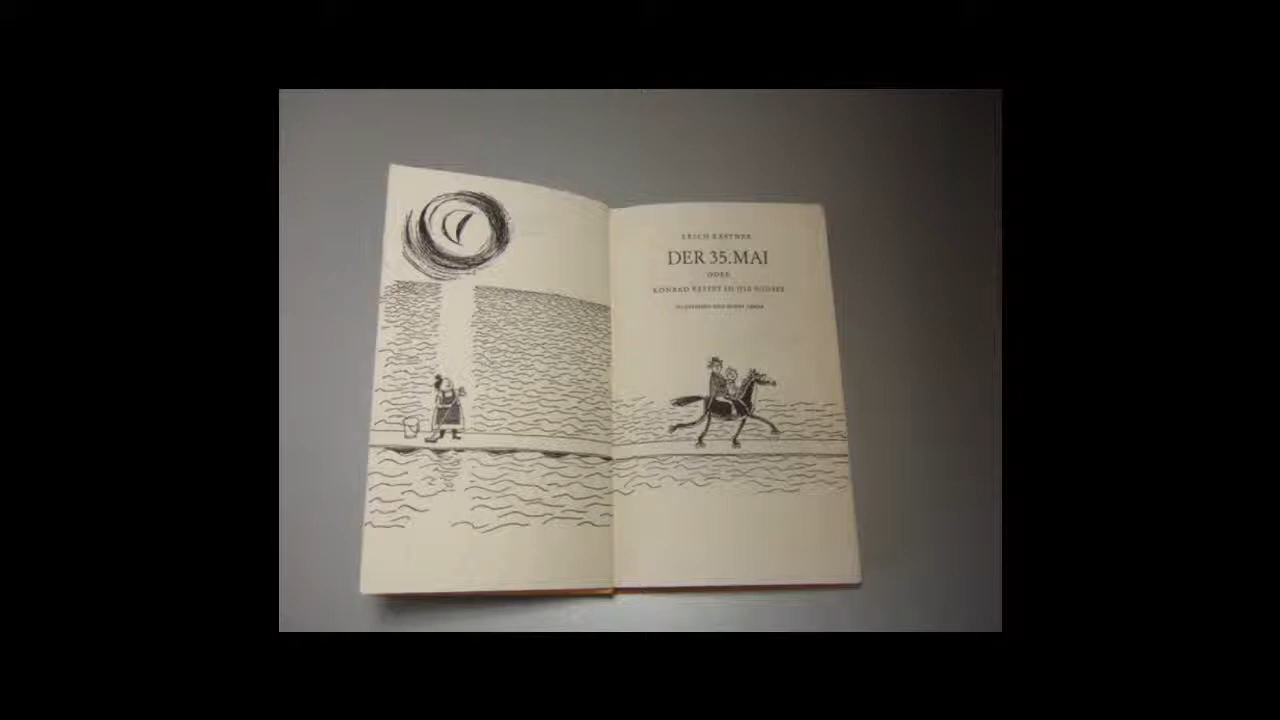 ERICH KÄSTNER
DER 35. MAI
ODER
KONRAD REITET IN DIE SÜDSEE